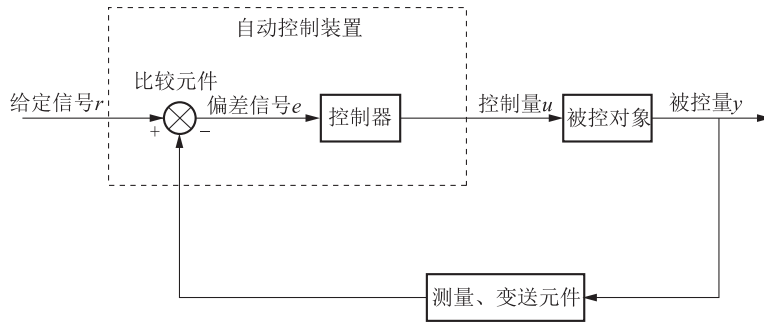 自动控制装置
比较元件
给定信号r
+
−
偏差信号e
控制器
控制量u
被控对象
被控量y
测量、变送元件